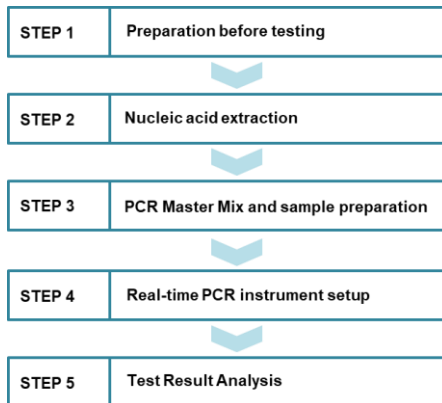 STEP 1 Preparation before testing
STEP 2 Nucleic acid extraction
STEP 3 PCR Master Mix and sample preparation
STEP 4 Real-time PCR instrument setup
STEP 5 Test Result Analysis